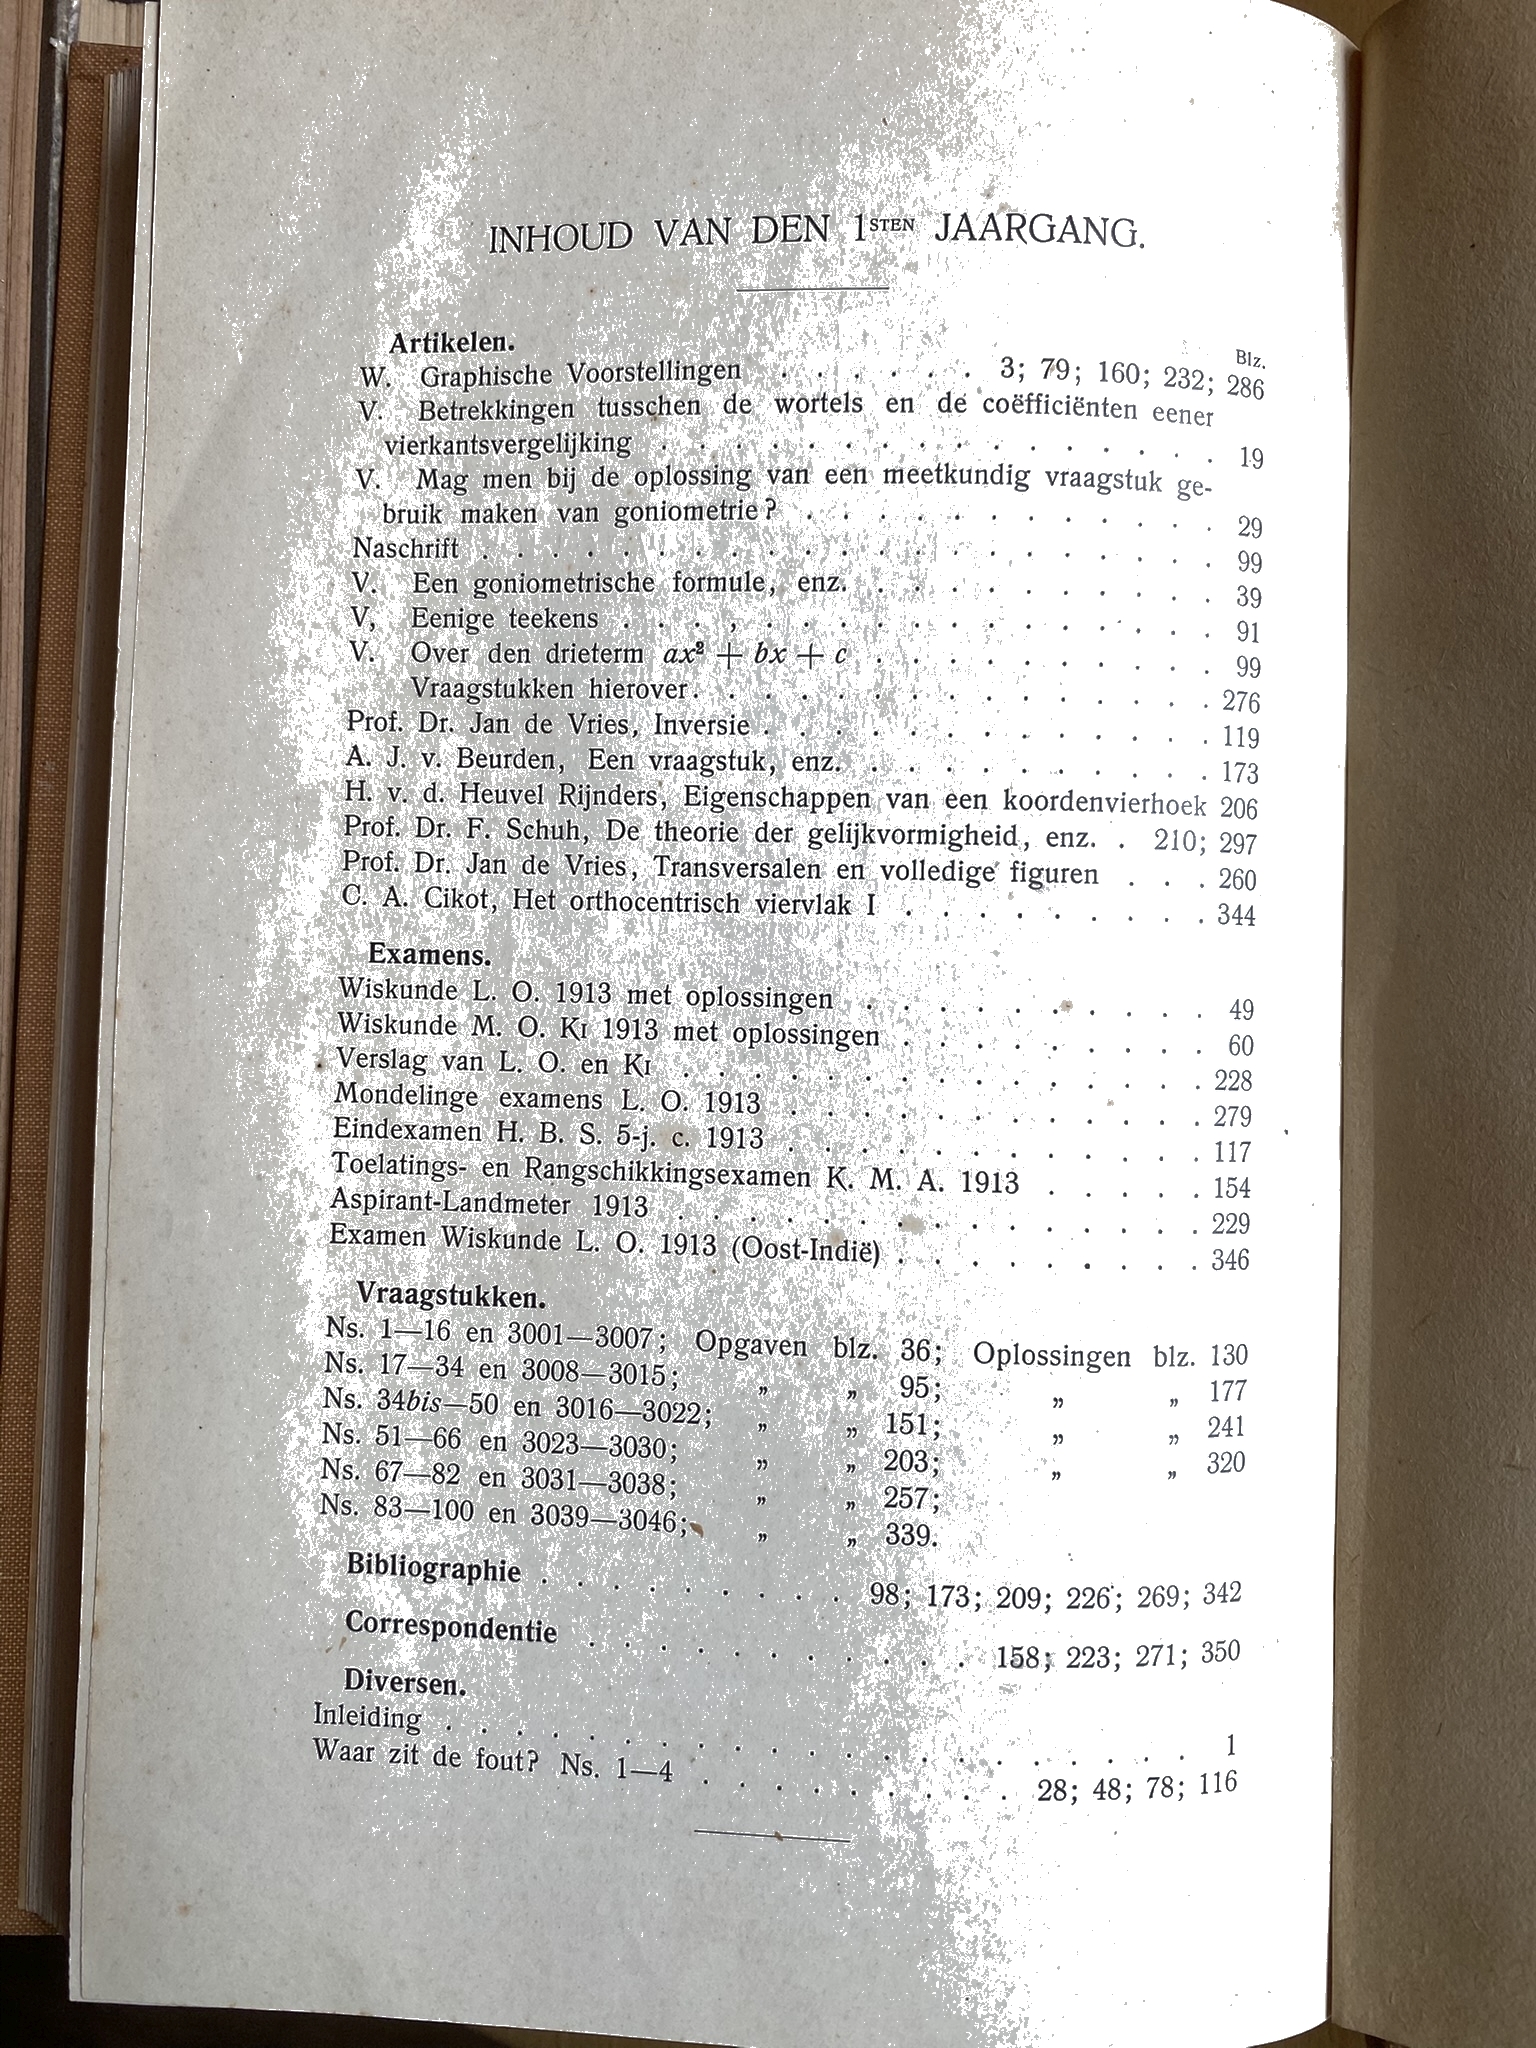 INHOUD VAN DEN 1STEN JAARGANG.
Artikelen.
Blz.
W. Graphische Voorstellingen . . . . . . 3; 79; 160; 232; 286
V. Betrekkingen tusschen de wortels en de coëfficiënten eener
vierkantsvergelijking . . . . . . . . . . . . . . . . 19
V. Mag men bij de oplossing van een meetkundig vraagstuk ge-
bruik maken van goniometrie? . . . . . . . . . . . . 29
Naschrift . . . . . . . . . . . . . . . . . . . . . 99
V. Een goniometrische formule, enz. . . . . . . . . . . 39
V, Eenige teekens . . . , . . . . . . . . . . . . . 91
V. Over den drieterm ax² + bx + c . . . . . . . . . . 99
Vraagstukken hierover. . . . . . . . . . . . . . . 276
Prof. Dr. Jan de Vries, Inversie . . . . . . . . . . . . . 119
A. J. v. Beurden, Een vraagstuk, enz. . . . . . . . . . . 173
H. v. d. Heuvel Rijnders, Eigenschappen van een koordenvierhoek 206
Prof. Dr. F. Schuh, De theorie der gelijkvormigheid, enz. . 210; 297
Prof. Dr. Jan de Vries, Transversalen en volledige figuren . . . 260
C. A. Cikot, Het orthocentrisch viervlak I . . . . . . . . . 344
Examens.
Wiskunde L. O. 1913 met oplossingen . . . . . . . . . . 49
Wiskunde M. O. KI 1913 met oplossingen . . . . . . . . . 60
Verslag van L. O. en KI . . . . . . . . . . . . . . . 228
Mondelinge examens L. O. 1913 . . . . . . . . . . . . 279
Eindexamen H. B. S. 5-j. c. 1913 . . . . . . . . . . . . 117
Toelatings- en Rangschikkingsexamen K. M. A. 1913 . . . . . 154
Aspirant-Landmeter 1913 . . . . . . . . . . . . . . . 229
Examen Wiskunde L. O. 1913 (Oost-Indië) . . . . . . . . . 346
Vraagstukken.
Ns. 1—16 en 3001—3007; Opgaven blz. 36; Oplossingen blz. 130
Ns. 17—34 en 3008—3015; „ „ 95; „ „ 177
Ns. 34bis—50 en 3016—3022; „ „ 151; „ „ 241
Ns. 51—66 en 3023—3030; „ „ 203; „ „ 320
Ns. 67—82 en 3031—3038; „ „ 257;
Ns. 83—100 en 3039—3046; „ „ 339.
Bibliographie . . . . . . . . . 98; 173; 209; 226; 269; 342
Correspondentie . . . . . . . . . . . 158; 223; 271; 350
Diversen.
Inleiding . . . . . . . . . . . . . . . . . . . . . 1
Waar zit de fout? Ns. 1—4 . . . . . . . . . 28; 48; 78; 116